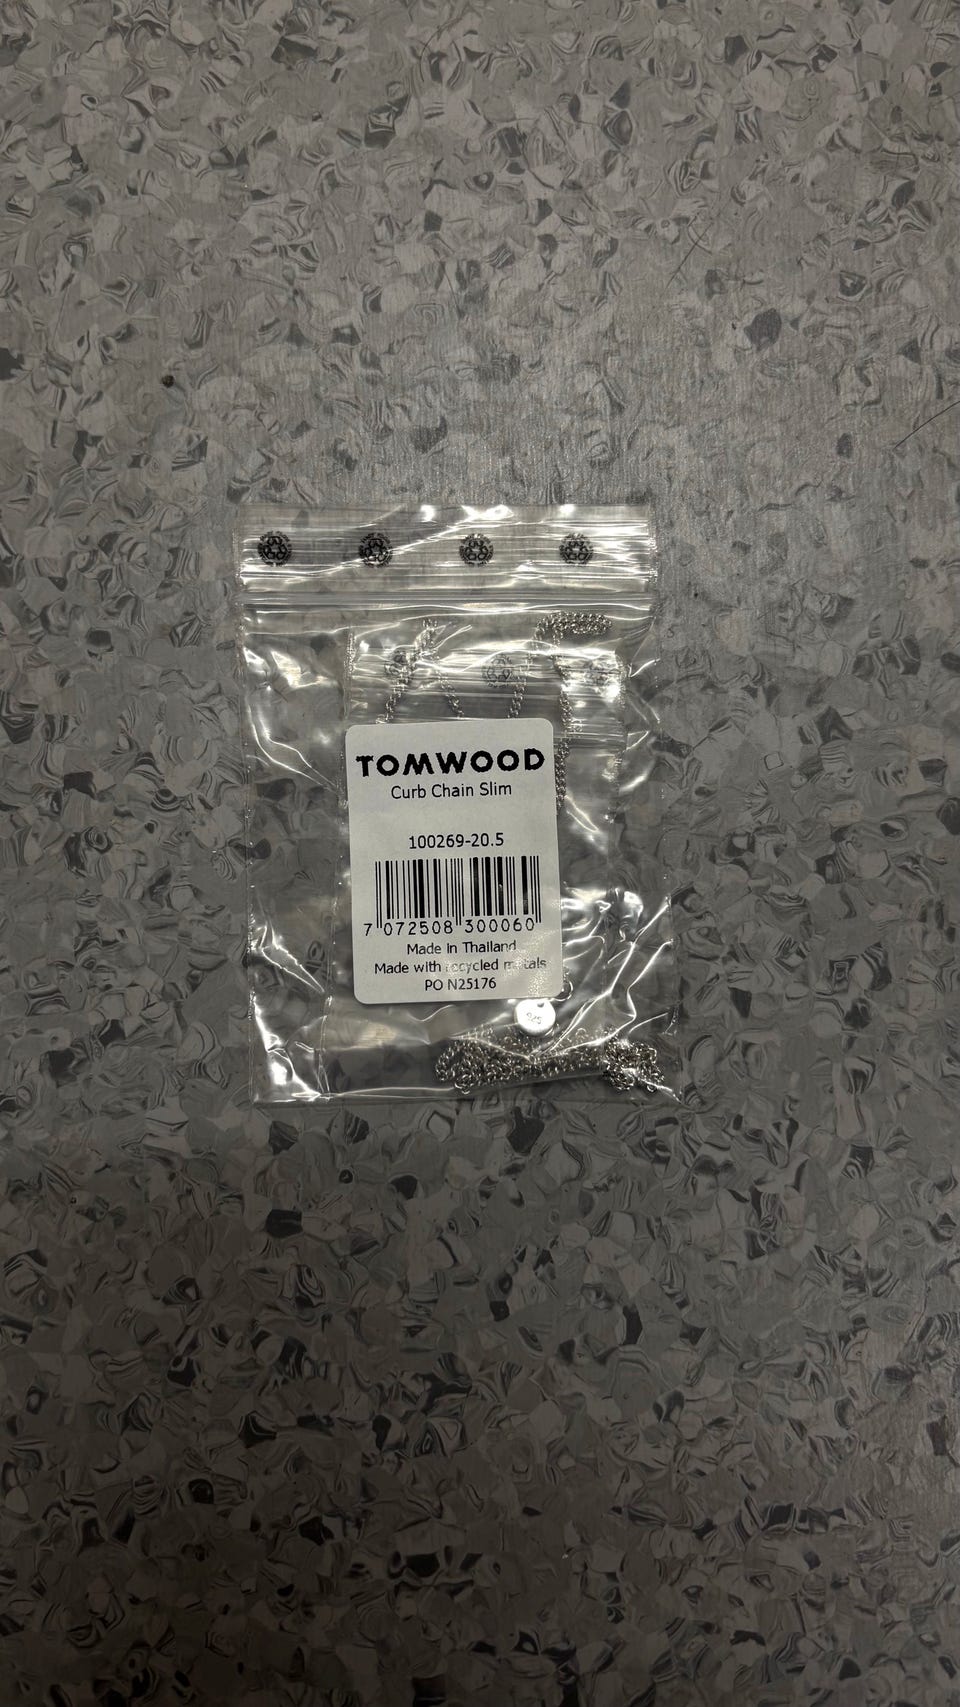 TOMWOOD
Curb Chain Slim
100269-20.5
7 072508 300060
Made in Thailand
Made with recycled metals
PO N25176
925